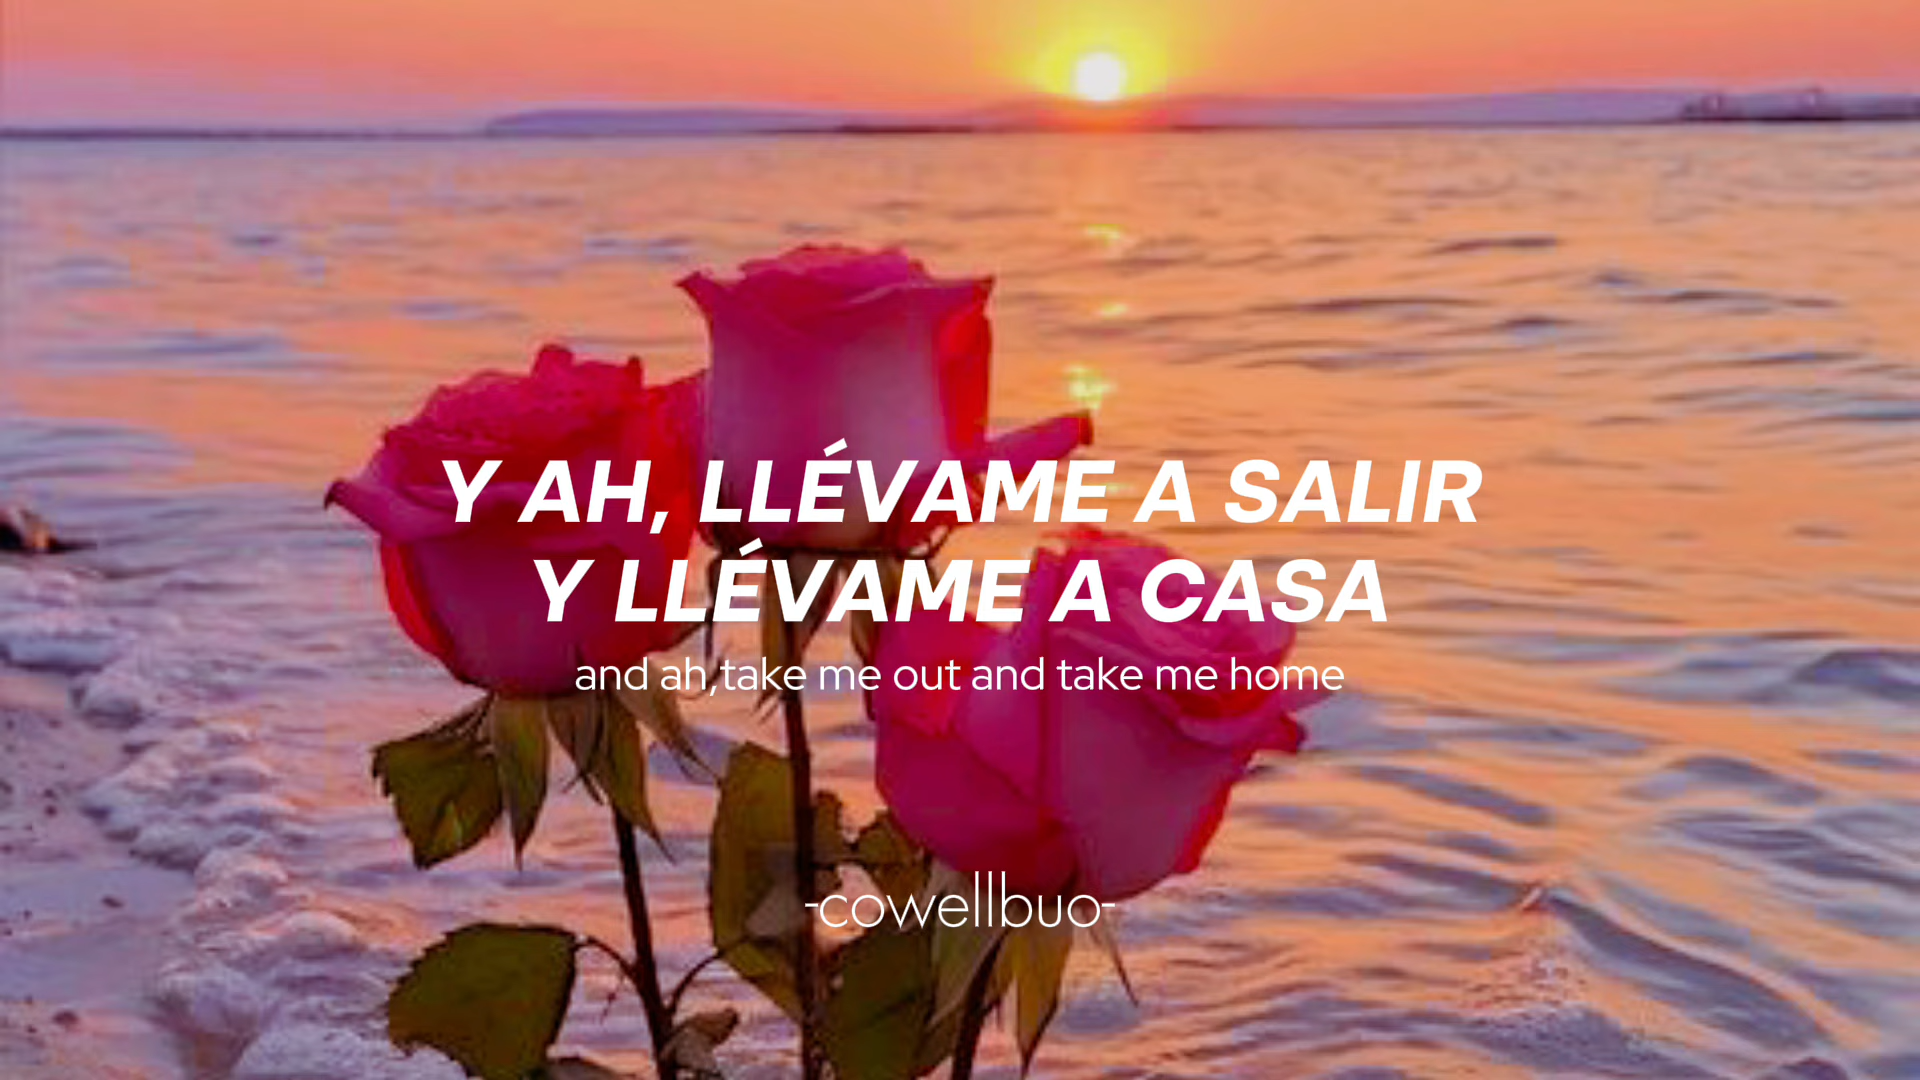 Y AH, LLÉVAME A SALIR
Y LLÉVAME A CASA
and ah,take me out and take me home
-cowellbuo-